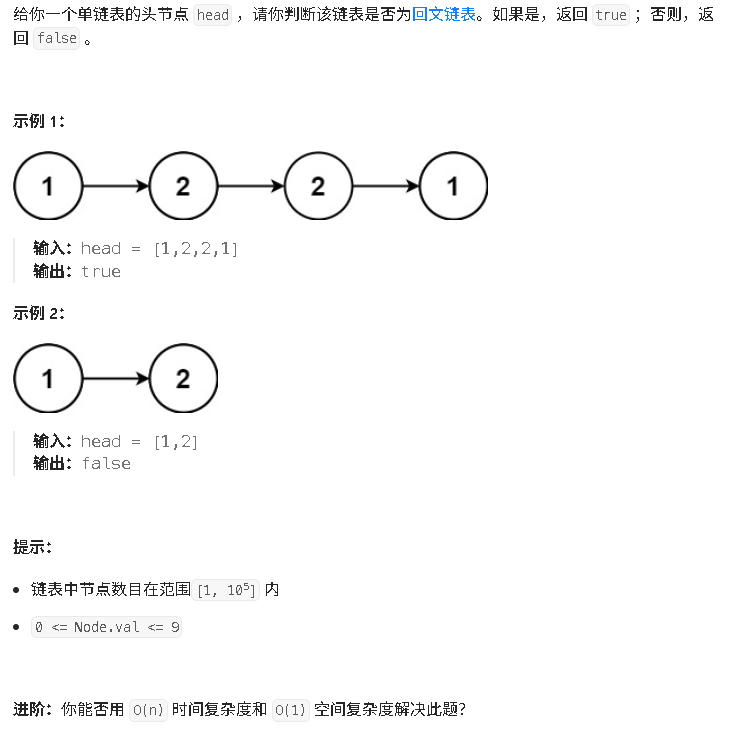 给你一个单链表的头节点 head ，请你判断该链表是否为回文链表。如果是，返回 true ；否则，返
回 false 。
示例 1：
1 2 2 1
输入：head = [1,2,2,1]
输出：true
示例 2：
1 2
输入：head = [1,2]
输出：false
提示：
• 链表中节点数目在范围[1, 10⁵] 内
• 0 <= Node.val <= 9
进阶：你能否用 O(n) 时间复杂度和 O(1) 空间复杂度解决此题？